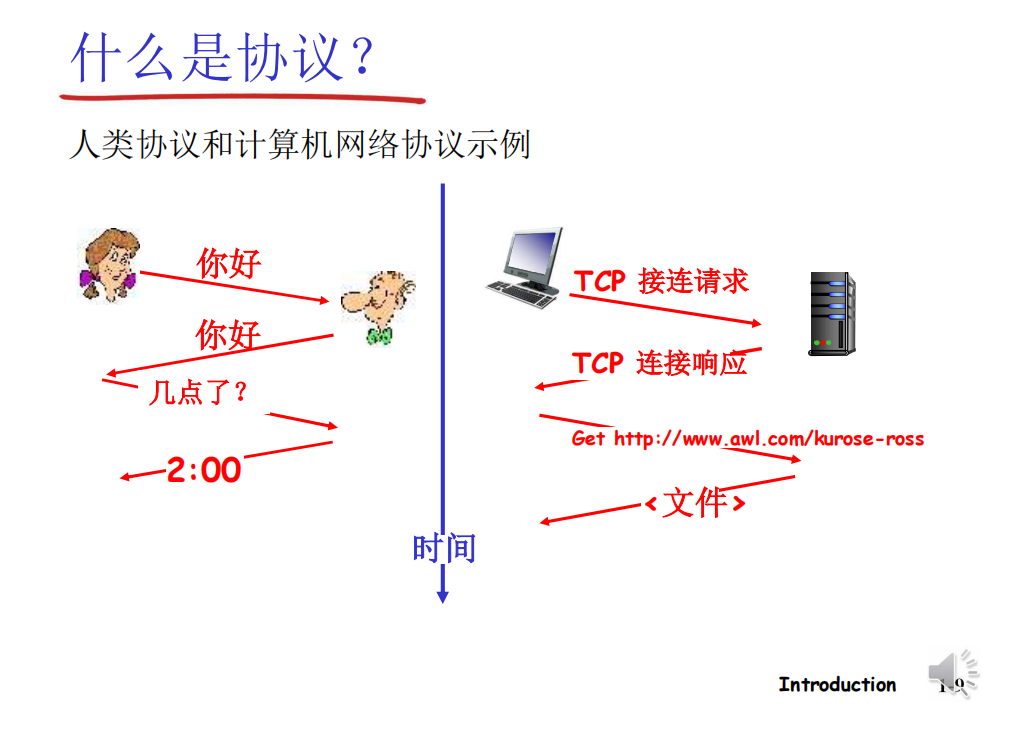 什么是协议？
人类协议和计算机网络协议示例
你好
你好
几点了？
2:00
TCP 接连请求
TCP 连接响应
Get http://www.awl.com/kurose-ross
<文件>
时间
Introduction
1-9